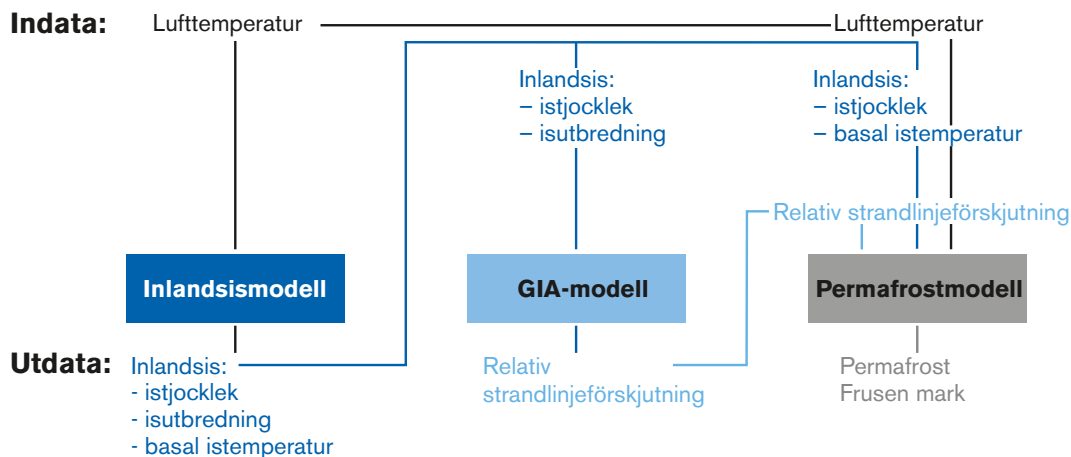 Indata:
Lufttemperatur
Lufttemperatur
Inlandsis:
– istjocklek
– isutbredning
Inlandsis:
– istjocklek
– basal istemperatur
Relativ strandlinjeförskjutning
Inlandsismodell
GIA-modell
Permafrostmodell
Utdata:
Inlandsis:
- istjocklek
- isutbredning
- basal istemperatur
Relativ
strandlinjeförskjutning
Permafrost
Frusen mark